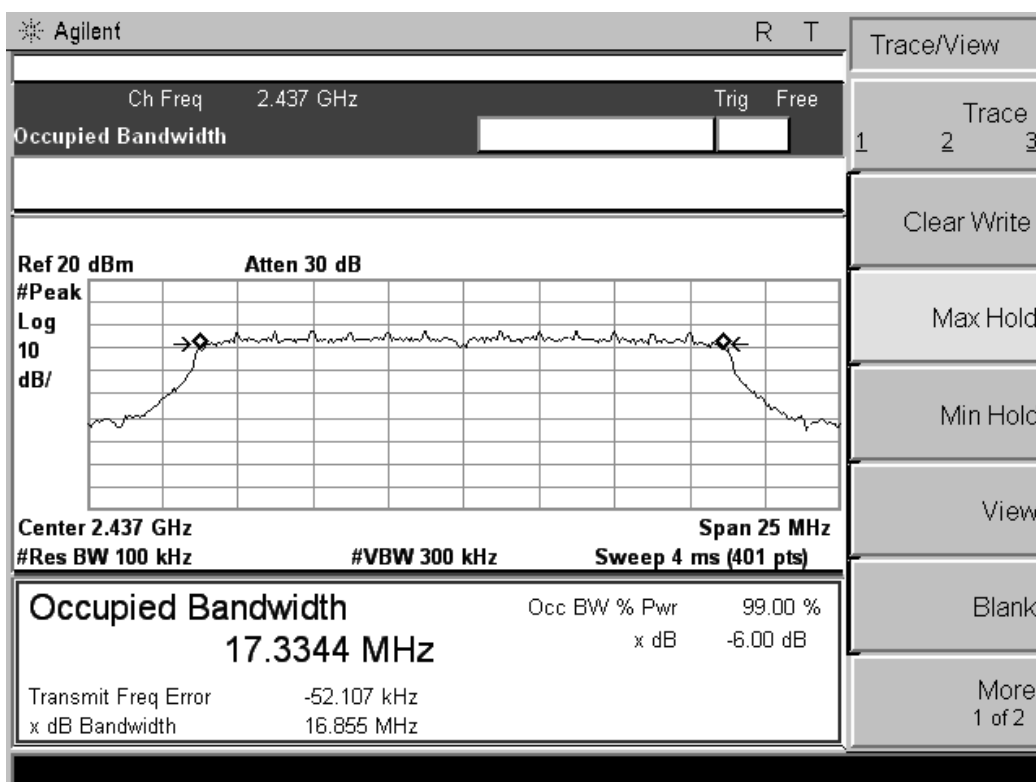 Agilent R T
Trace/View
Ch Freq 2.437 GHz Trig Free
Occupied Bandwidth
Trace
1 2 3
Clear Write
Max Hold
Min Hold
View
Blank
More
1 of 2
Ref 20 dBm Atten 30 dB
#Peak
Log
10
dB/
Center 2.437 GHz Span 25 MHz
#Res BW 100 kHz #VBW 300 kHz Sweep 4 ms (401 pts)
Occupied Bandwidth
17.3344 MHz
Occ BW % Pwr 99.00 %
x dB -6.00 dB
Transmit Freq Error -52.107 kHz
x dB Bandwidth 16.855 MHz